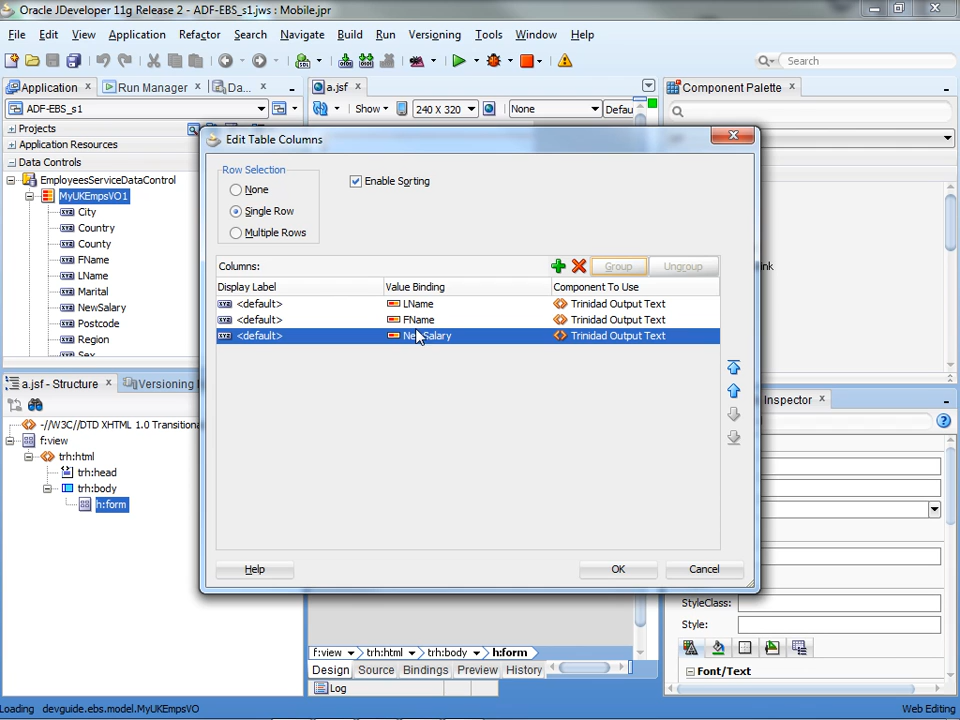 Oracle JDeveloper 11g Release 2 - ADF-EBS_s1.jws : Mobile.jpr
File Edit View Application Refactor Search Navigate Build Run Versioning Tools Window Help
Search
Application Run Manager Da... a.jsf Component Palette
ADF-EBS_s1 Show 240 X 320 None Defau
Projects
Application Resources
Data Controls
EmployeesServiceDataControl
MyUKEmpsVO1
City
Country
County
FName
LName
Marital
NewSalary
Postcode
Region
Sex
Edit Table Columns
Row Selection
None
Single Row
Multiple Rows
Enable Sorting
Columns: Group Ungroup
Display Label Value Binding Component To Use
<default> LName Trinidad Output Text
<default> FName Trinidad Output Text
<default> NewSalary Trinidad Output Text
Help OK Cancel
ink
a.jsf - Structure Versioning
-//W3C//DTD XHTML 1.0 Transitiona
f:view
trh:html
trh:head
trh:body
h:form
Inspector
StyleClass:
Style:
Font/Text
f:view trh:html trh:body h:form
Design Source Bindings Preview History
Log
Loading devguide.ebs.model.MyUKEmpsVO Web Editing